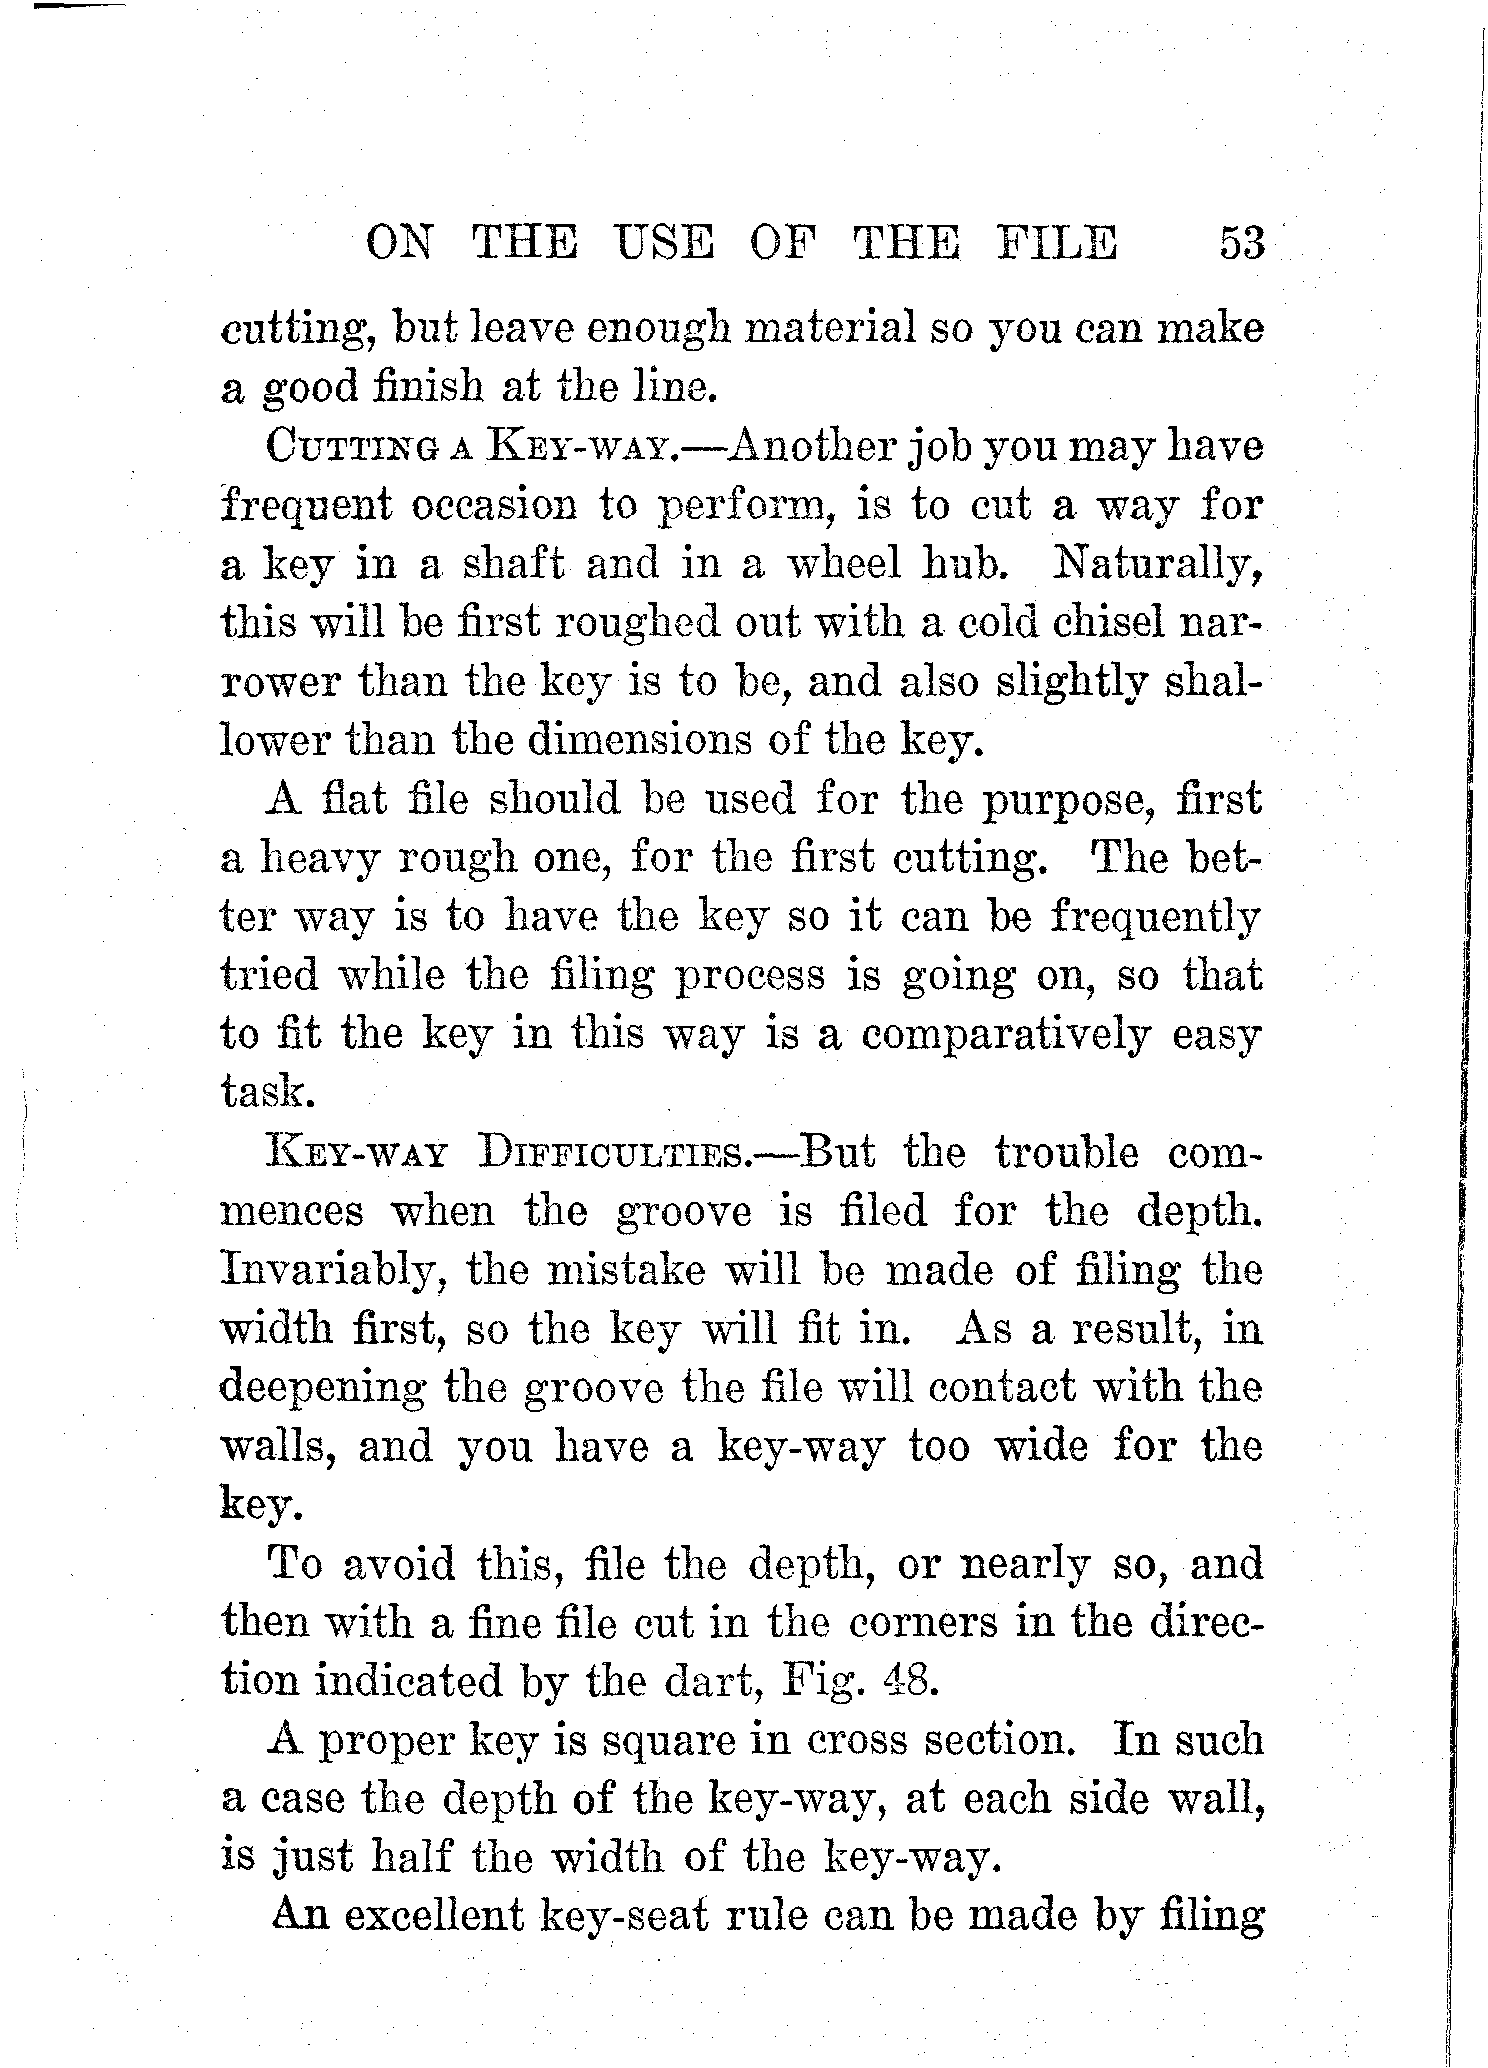 ON THE USE OF THE FILE 53
cutting, but leave enough material so you can make
a good finish at the line.
CUTTING A KEY-WAY.—Another job you may have
frequent occasion to perform, is to cut a way for
a key in a shaft and in a wheel hub. Naturally,
this will be first roughed out with a cold chisel nar-
rower than the key is to be, and also slightly shal-
lower than the dimensions of the key.
A flat file should be used for the purpose, first
a heavy rough one, for the first cutting. The bet-
ter way is to have the key so it can be frequently
tried while the filing process is going on, so that
to fit the key in this way is a comparatively easy
task.
KEY-WAY DIFFICULTIES.—But the trouble com-
mences when the groove is filed for the depth.
Invariably, the mistake will be made of filing the
width first, so the key will fit in. As a result, in
deepening the groove the file will contact with the
walls, and you have a key-way too wide for the
key.
To avoid this, file the depth, or nearly so, and
then with a fine file cut in the corners in the direc-
tion indicated by the dart, Fig. 48.
A proper key is square in cross section. In such
a case the depth of the key-way, at each side wall,
is just half the width of the key-way.
An excellent key-seat rule can be made by filing